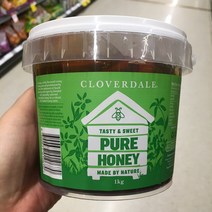 CLOVERDALE
TASTY & SWEET
PURE
HONEY
MADE BY NATURE
1kg